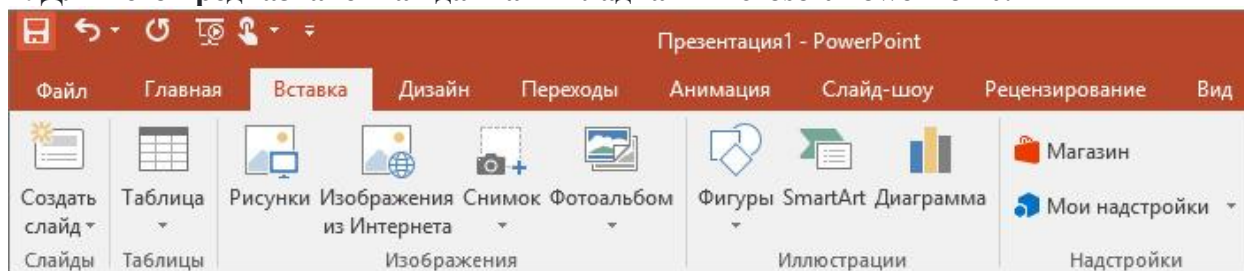 Презентация1 - PowerPoint
Файл Главная Вставка Дизайн Переходы Анимация Слайд-шоу Рецензирование Вид
Создать слайд Таблица Рисунки Изображения из Интернета Снимок Фотоальбом Фигуры SmartArt Диаграмма Магазин
Мои надстройки
Слайды Таблицы Изображения Иллюстрации Надстройки